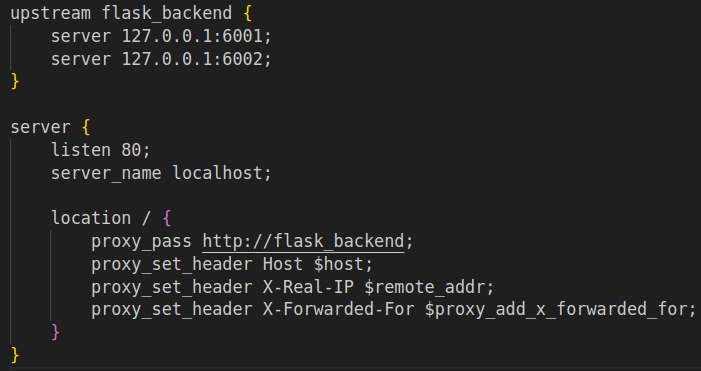 upstream flask_backend {
    server 127.0.0.1:6001;
    server 127.0.0.1:6002;
}

server {
    listen 80;
    server_name localhost;

    location / {
        proxy_pass http://flask_backend;
        proxy_set_header Host $host;
        proxy_set_header X-Real-IP $remote_addr;
        proxy_set_header X-Forwarded-For $proxy_add_x_forwarded_for;
    }
}